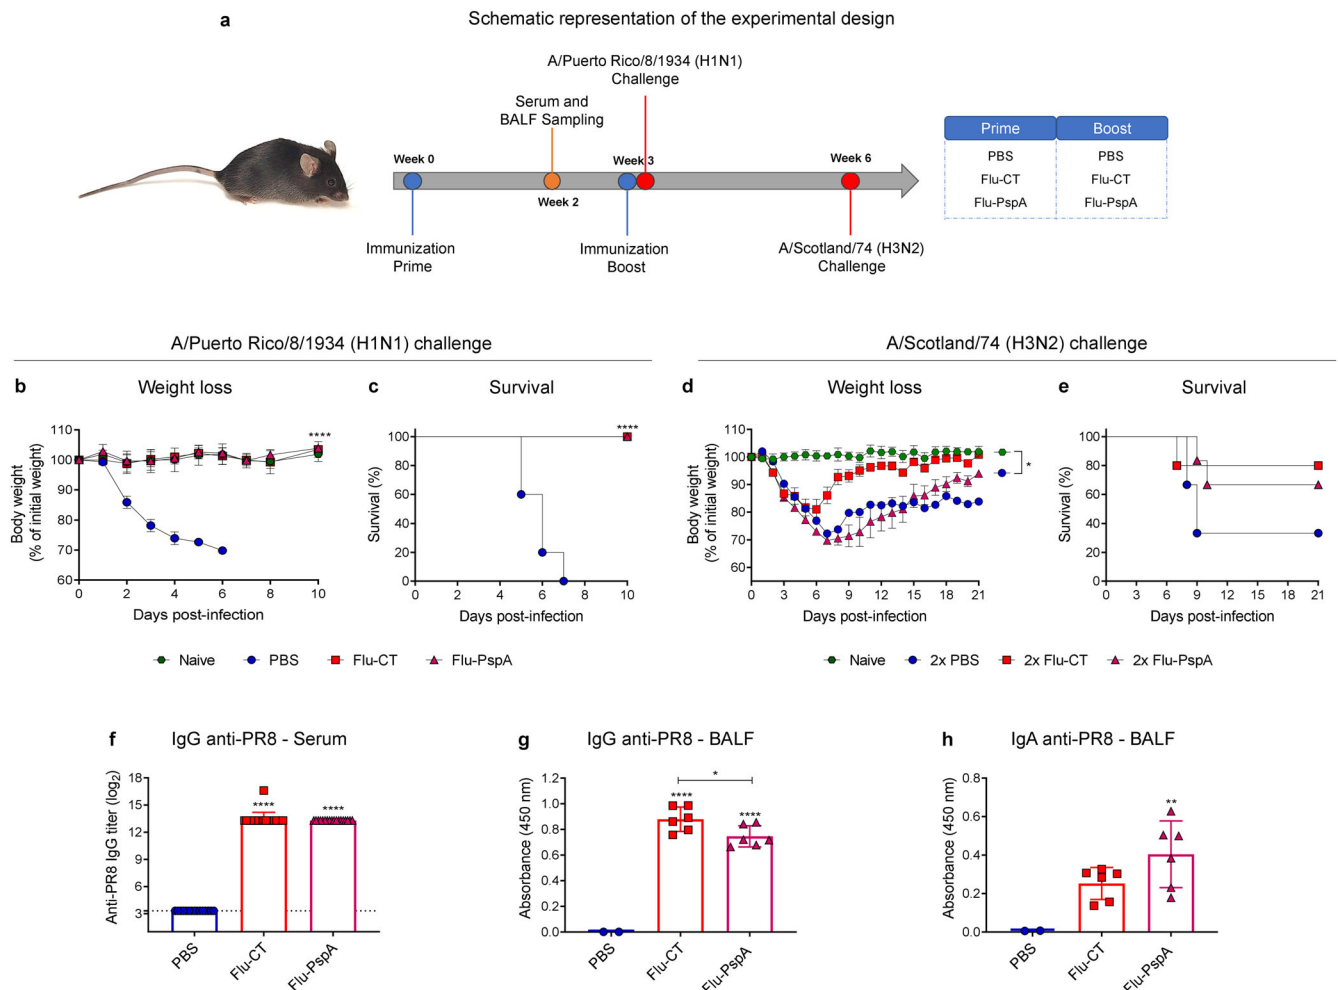 a
Schematic representation of the experimental design
A/Puerto Rico/8/1934 (H1N1)
Challenge
Serum and
BALF Sampling
Week 0
Week 3
Week 6
Week 2
Immunization
Prime
Immunization
Boost
A/Scotland/74 (H3N2)
Challenge
Prime Boost
PBS PBS
Flu-CT Flu-CT
Flu-PspA Flu-PspA
A/Puerto Rico/8/1934 (H1N1) challenge
A/Scotland/74 (H3N2) challenge
b Weight loss
110
100
90
80
70
60
0 2 4 6 8 10
****
Body weight
(% of initial weight)
Days post-infection
c Survival
100
80
60
40
20
0
0 2 4 6 8 10
****
Survival (%)
Days post-infection
d Weight loss
110
100
90
80
70
60
0 3 6 9 12 15 18 21
*
Body weight
(% of initial weight)
Days post-infection
e Survival
100
80
60
40
20
0
0 3 6 9 12 15 18 21
Survival (%)
Days post-infection
Naive PBS Flu-CT Flu-PspA
Naive 2x PBS 2x Flu-CT 2x Flu-PspA
f IgG anti-PR8 - Serum
18
15
12
9
6
3
**** ****
Anti-PR8 IgG titer (log2)
PBS Flu-CT Flu-PspA
g IgG anti-PR8 - BALF
1.2
1.0
0.8
0.6
0.4
0.2
0.0
*
**** ****
Absorbance (450 nm)
PBS Flu-CT Flu-PspA
h IgA anti-PR8 - BALF
0.8
0.6
0.4
0.2
0.0
**
Absorbance (450 nm)
PBS Flu-CT Flu-PspA